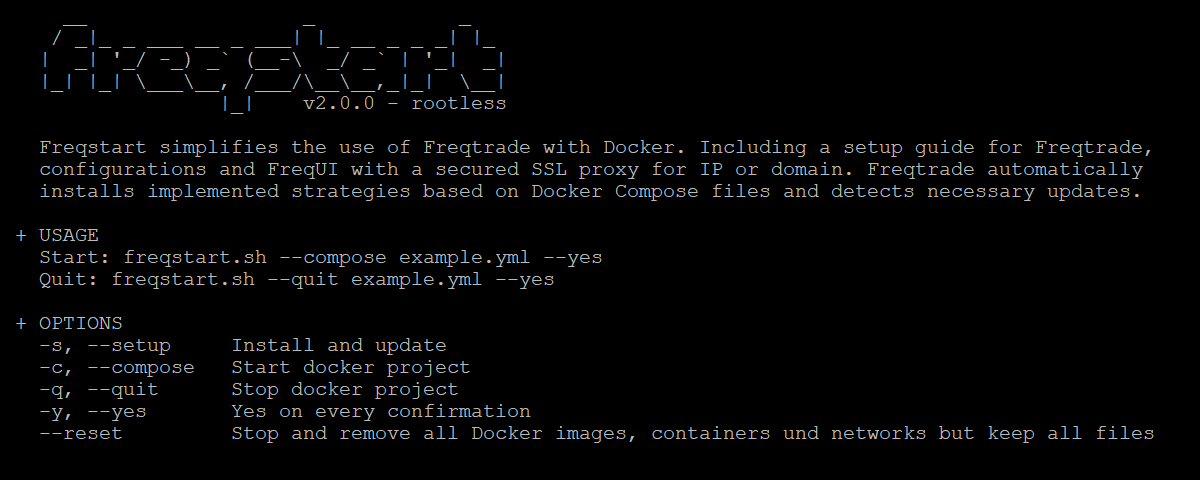 freqstart
v2.0.0 - rootless
Freqstart simplifies the use of Freqtrade with Docker. Including a setup guide for Freqtrade,
configurations and FreqUI with a secured SSL proxy for IP or domain. Freqtrade automatically
installs implemented strategies based on Docker Compose files and detects necessary updates.
+ USAGE
Start: freqstart.sh --compose example.yml --yes
Quit: freqstart.sh --quit example.yml --yes
+ OPTIONS
-s, --setup Install and update
-c, --compose Start docker project
-q, --quit Stop docker project
-y, --yes Yes on every confirmation
--reset Stop and remove all Docker images, containers und networks but keep all files